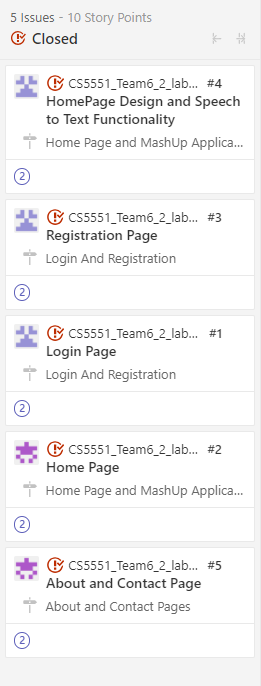 5 Issues - 10 Story Points
Closed
CS5551_Team6_2_lab... #4
HomePage Design and Speech
to Text Functionality
Home Page and MashUp Applica...
2
CS5551_Team6_2_lab... #3
Registration Page
Login And Registration
2
CS5551_Team6_2_lab... #1
Login Page
Login And Registration
2
CS5551_Team6_2_lab... #2
Home Page
Home Page and MashUp Applica...
2
CS5551_Team6_2_lab... #5
About and Contact Page
About and Contact Pages
2